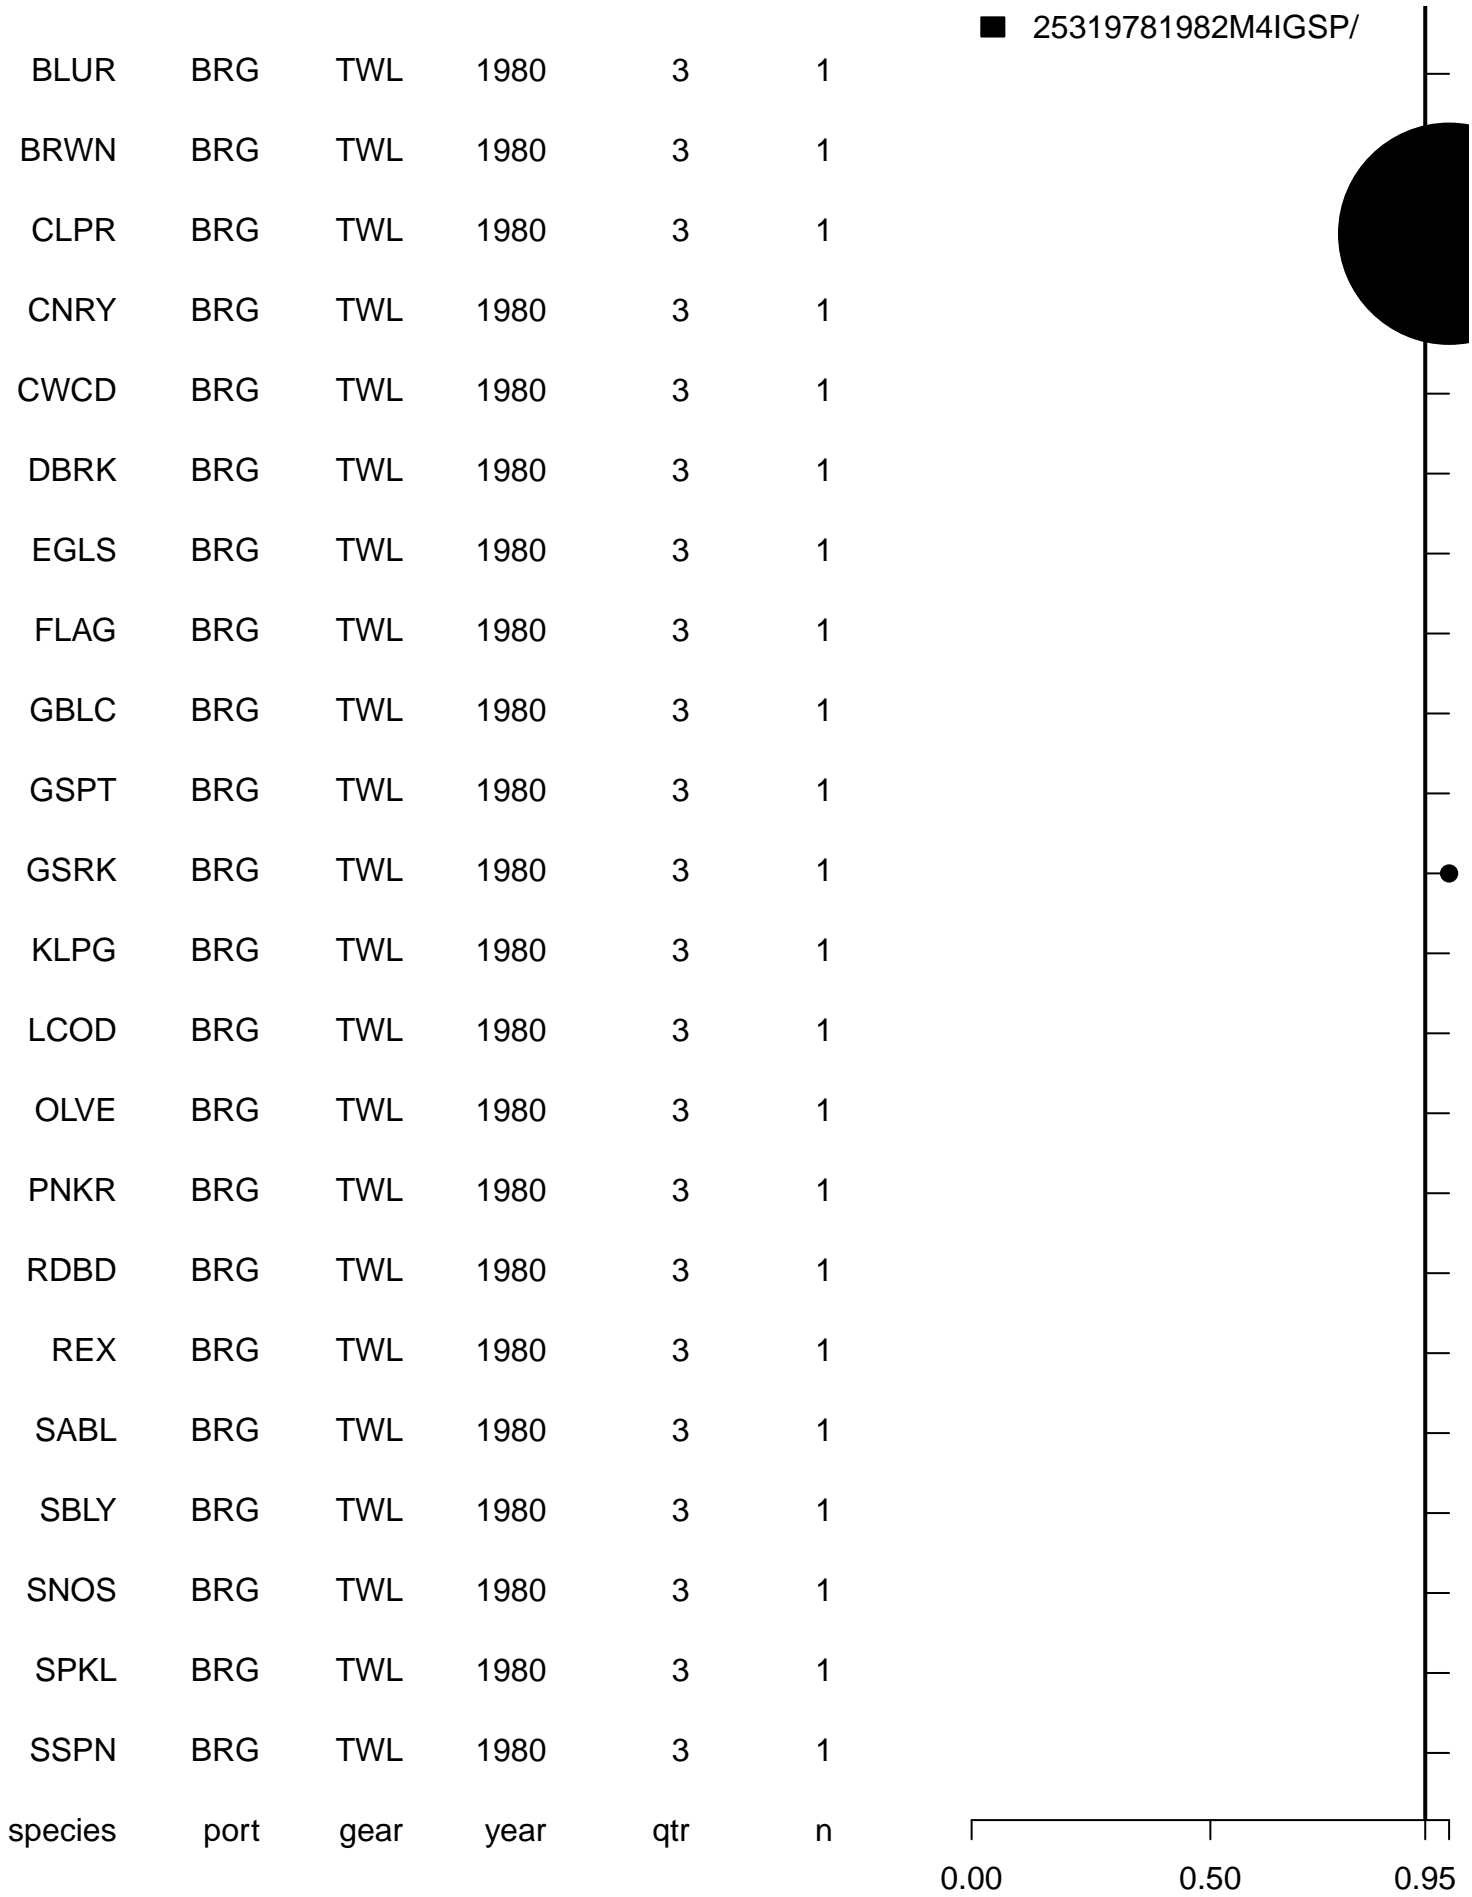 25319781982M4IGSP/
BLUR BRG TWL 1980 3 1
BRWN BRG TWL 1980 3 1
CLPR BRG TWL 1980 3 1
CNRY BRG TWL 1980 3 1
CWCD BRG TWL 1980 3 1
DBRK BRG TWL 1980 3 1
EGLS BRG TWL 1980 3 1
FLAG BRG TWL 1980 3 1
GBLC BRG TWL 1980 3 1
GSPT BRG TWL 1980 3 1
GSRK BRG TWL 1980 3 1
KLPG BRG TWL 1980 3 1
LCOD BRG TWL 1980 3 1
OLVE BRG TWL 1980 3 1
PNKR BRG TWL 1980 3 1
RDBD BRG TWL 1980 3 1
REX BRG TWL 1980 3 1
SABL BRG TWL 1980 3 1
SBLY BRG TWL 1980 3 1
SNOS BRG TWL 1980 3 1
SPKL BRG TWL 1980 3 1
SSPN BRG TWL 1980 3 1
species port gear year qtr n
0.00 0.50 0.95